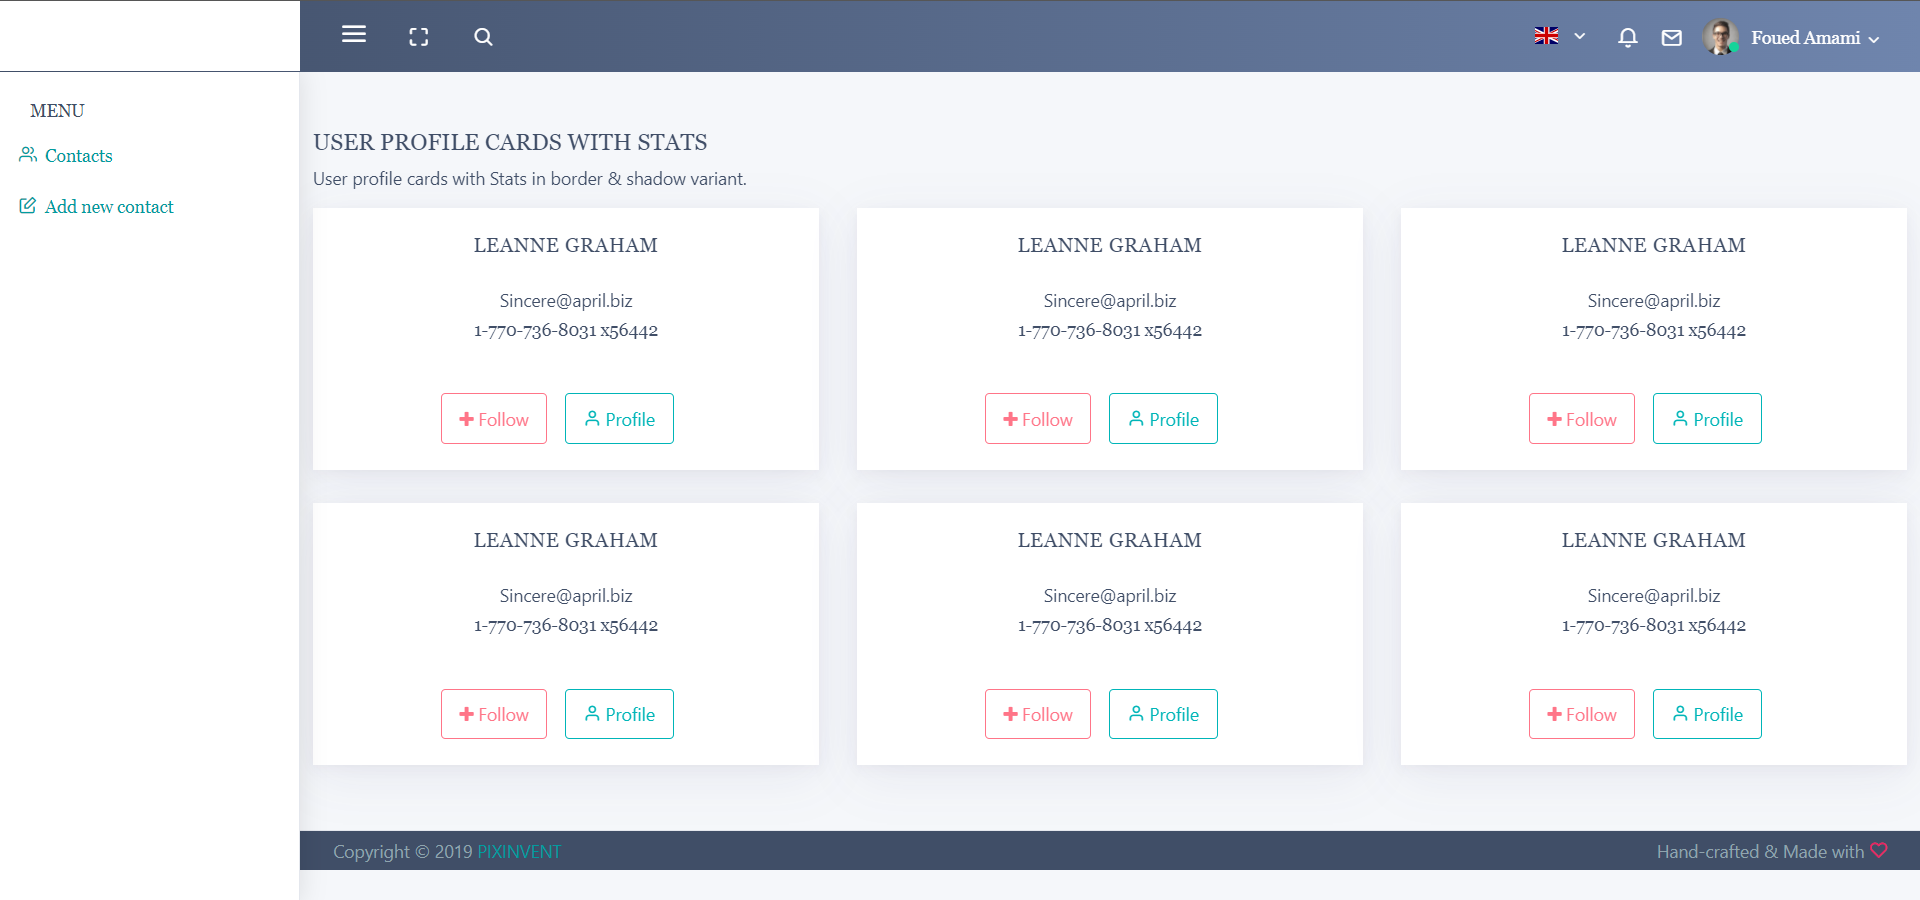 Foued Amami
MENU
Contacts
Add new contact
USER PROFILE CARDS WITH STATS
User profile cards with Stats in border & shadow variant.
LEANNE GRAHAM
Sincere@april.biz
1-770-736-8031 x56442
Follow Profile
LEANNE GRAHAM
Sincere@april.biz
1-770-736-8031 x56442
Follow Profile
LEANNE GRAHAM
Sincere@april.biz
1-770-736-8031 x56442
Follow Profile
LEANNE GRAHAM
Sincere@april.biz
1-770-736-8031 x56442
Follow Profile
LEANNE GRAHAM
Sincere@april.biz
1-770-736-8031 x56442
Follow Profile
LEANNE GRAHAM
Sincere@april.biz
1-770-736-8031 x56442
Follow Profile
Copyright © 2019 PIXINVENT
Hand-crafted & Made with